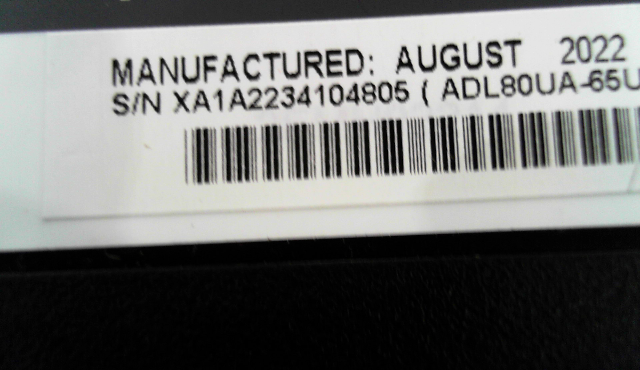 MANUFACTURED: AUGUST 2022
S/N XA1A2234104805 ( ADL80UA-65U